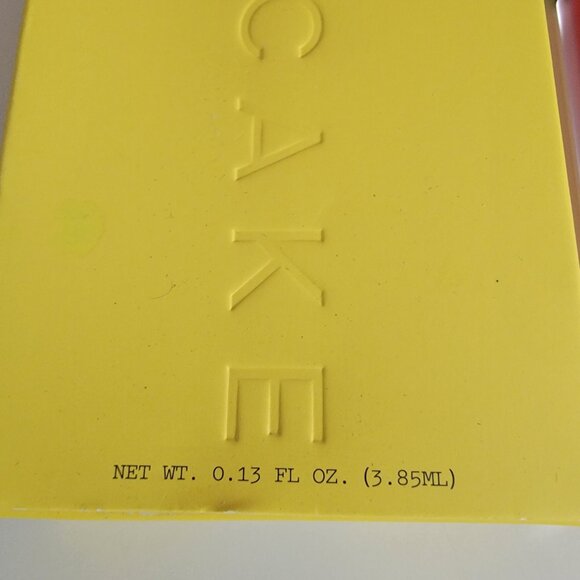 CAKE
NET WT. 0.13 FL OZ. (3.85ML)